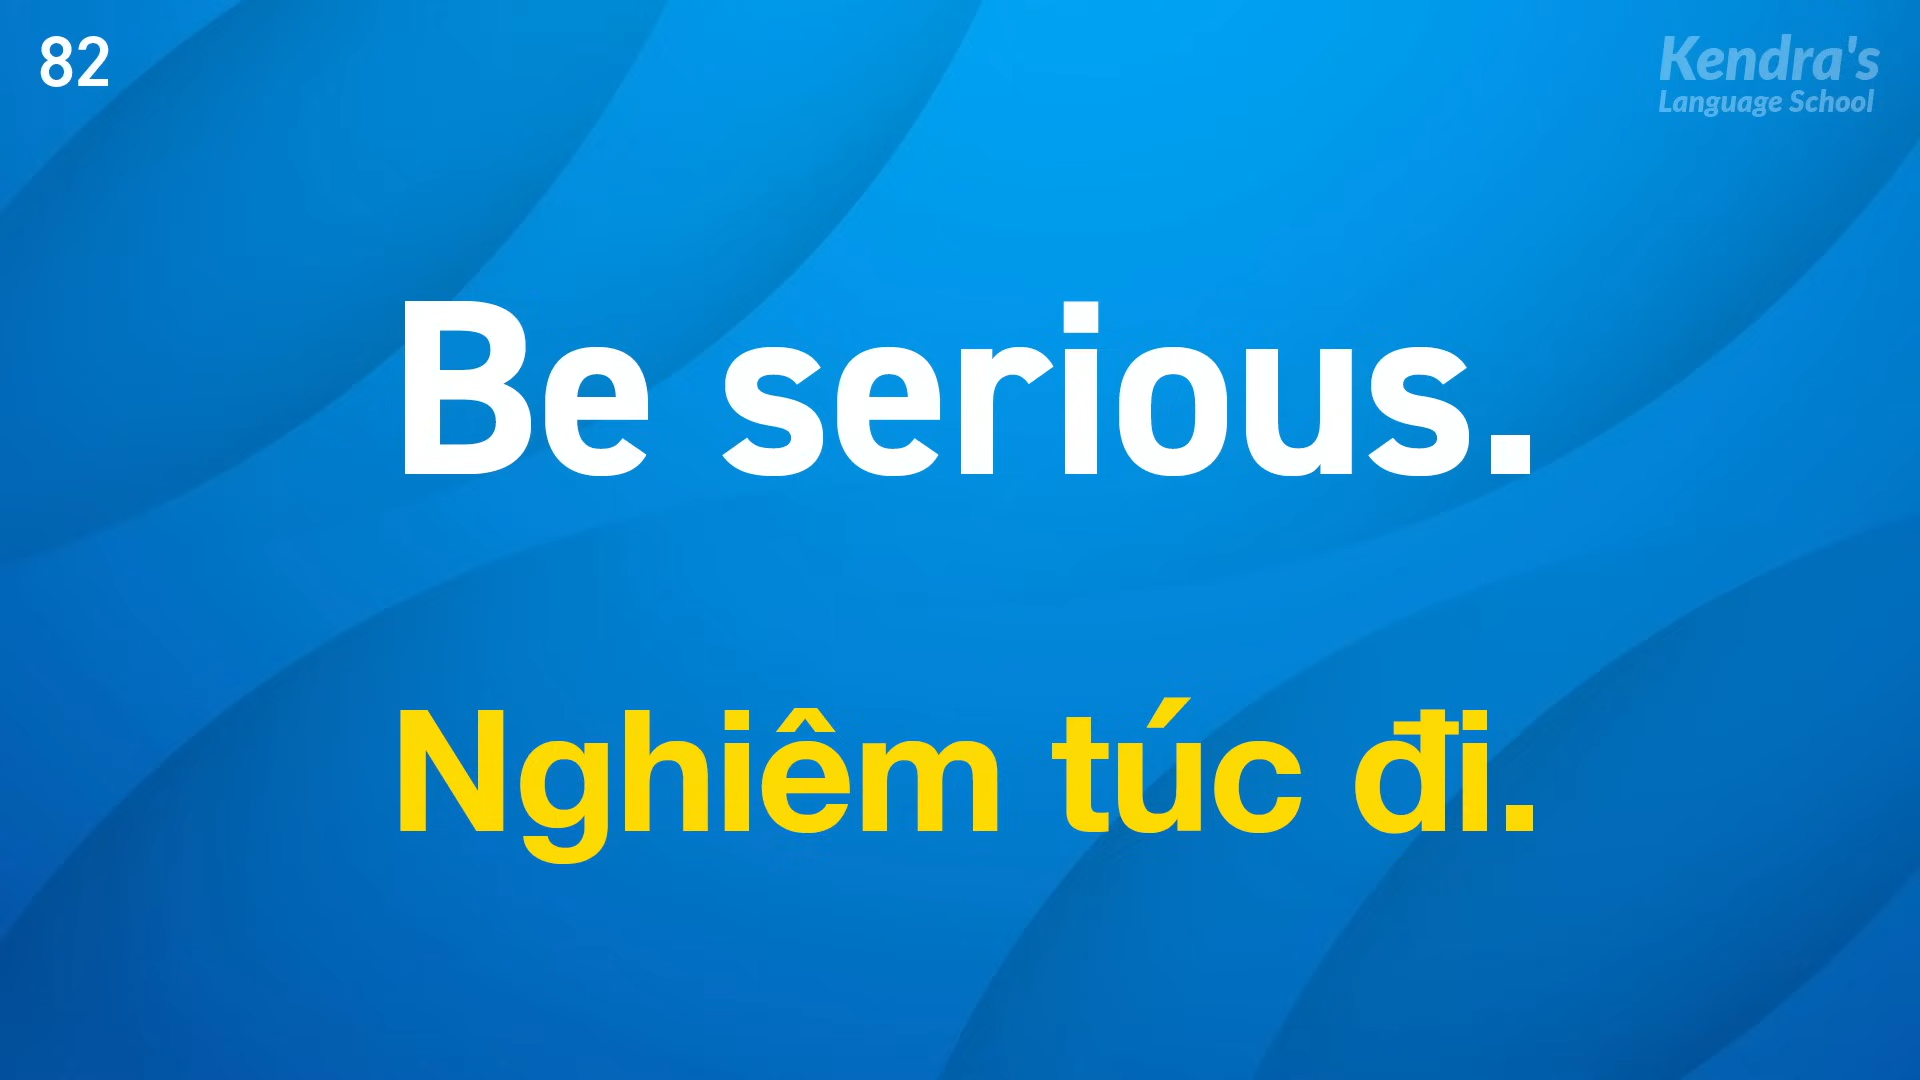 82
Kendra's
Language School
Be serious.
Nghiêm túc đi.